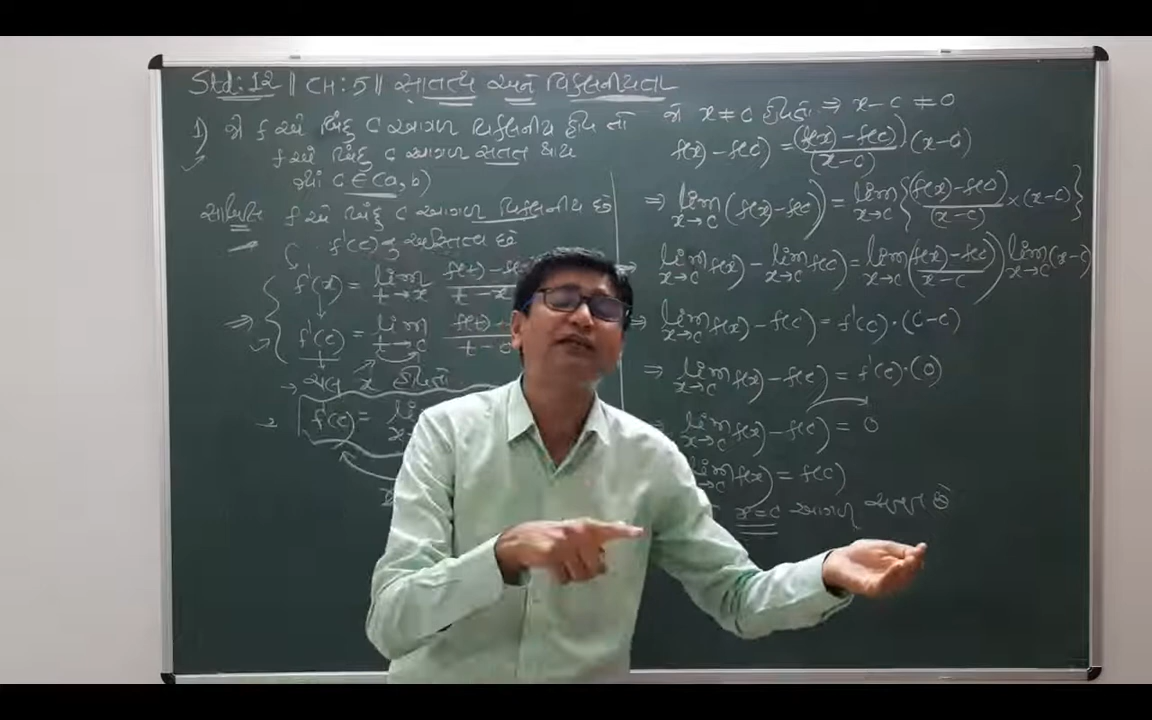 Std: 12 || CH: 5 || સાતત્ય અને વિકલનીયતા
1) જો f એ બિંદુ c આગળ વિકલનીય હોય તો
f એ બિંદુ c આગળ સતત થાય
જ્યાં c ∈ (a, b)
સાબિતિ f એ બિંદુ c આગળ વિકલનીય છે
f'(c) નું અસ્તિત્વ છે
f'(x) = lim t→x f(t) - f(x) / t - x
⇒ f'(c) = lim t→c f(t) / t - c
→ ચલ x હોય તો
→ f'(c) =
જો x ≠ c હોય તો ⇒ x - c ≠ 0
f(x) - f(c) = (f(x) - f(c)) / (x - c) (x - c)
⇒ lim x→c (f(x) - f(c)) = lim x→c { (f(x) - f(c)) / (x - c) × (x - c) }
⇒ lim x→c f(x) - lim x→c f(c) = lim x→c (f(x) - f(c) / x - c) lim x→c (x - c)
⇒ lim x→c f(x) - f(c) = f'(c) · (c - c)
⇒ lim x→c f(x) - f(c) = f'(c) · (0)
⇒ lim x→c f(x) - f(c) = 0
lim x→c f(x) = f(c)
x = c આગળ સતત છે